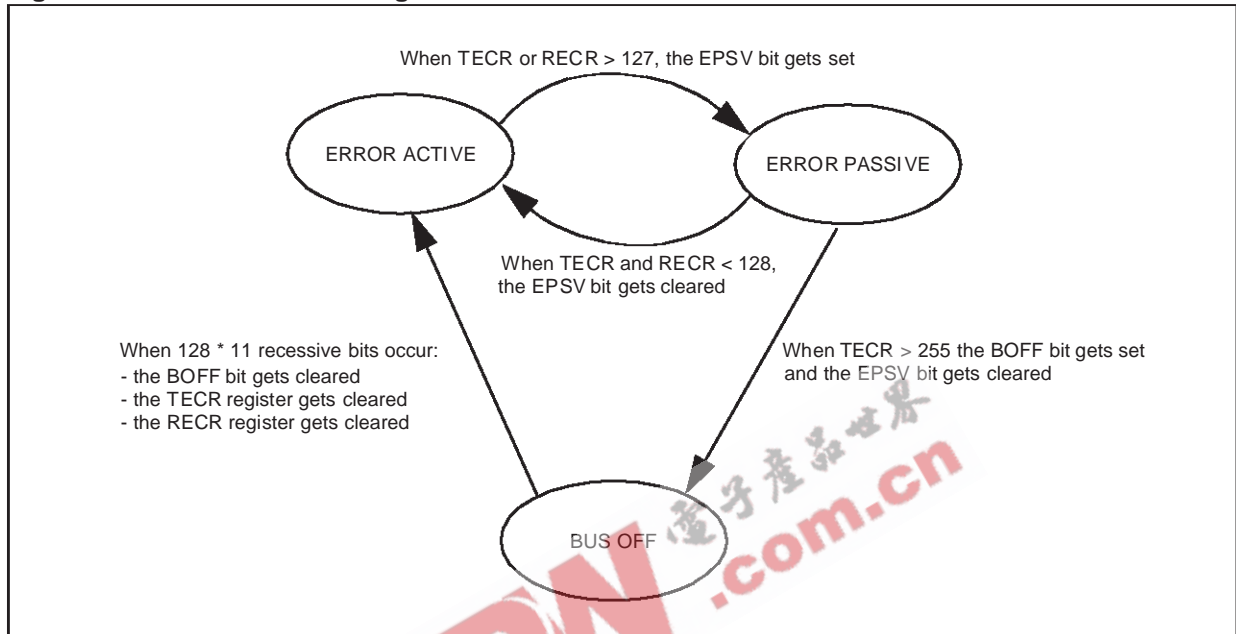 When TECR or RECR > 127, the EPSV bit gets set
ERROR ACTIVE
ERROR PASSIVE
When TECR and RECR < 128,
the EPSV bit gets cleared
When 128 * 11 recessive bits occur:
- the BOFF bit gets cleared
- the TECR register gets cleared
- the RECR register gets cleared
When TECR > 255 the BOFF bit gets set
and the EPSV bit gets cleared
BUS OFF
電子產品世界
.com.cn